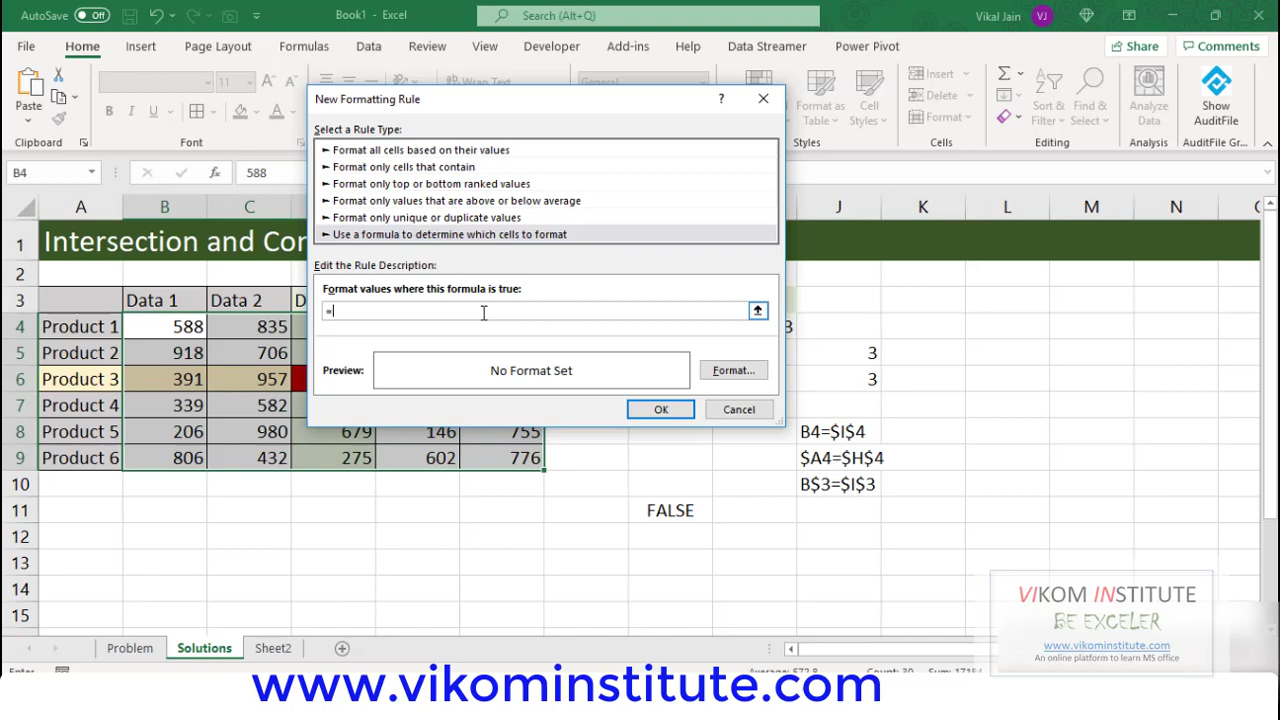 AutoSave Off Book1 - Excel Search (Alt+Q) Vikal Jain VJ
File Home Insert Page Layout Formulas Data Review View Developer Add-ins Help Data Streamer Power Pivot Share Comments
Paste
11
Wrap Text
General
Format as Table
Cell Styles
Insert
Delete
Format
Sort & Filter
Find & Select
Analyze Data
Show AuditFile
Clipboard Font Styles Cells Editing Analysis AuditFile Gr...
B4 588
New Formatting Rule
Select a Rule Type:
► Format all cells based on their values
► Format only cells that contain
► Format only top or bottom ranked values
► Format only values that are above or below average
► Format only unique or duplicate values
► Use a formula to determine which cells to format
Edit the Rule Description:
Format values where this formula is true:
=
Preview: No Format Set Format...
OK Cancel
A B C J K L M N
1 Intersection and Co
2
3 Data 1 Data 2 D
4 Product 1 588 835 3
5 Product 2 918 706 3
6 Product 3 391 957 3
7 Product 4 339 582
8 Product 5 206 980 679 146 755 B4=$I$4
9 Product 6 806 432 275 602 776 $A4=$H$4
10 B$3=$I$3
11 FALSE
12
13
14
15
VIKOM INSTITUTE
BE EXCELER
www.vikominstitute.com
An online platform to learn MS office
Problem Solutions Sheet2
www.vikominstitute.com